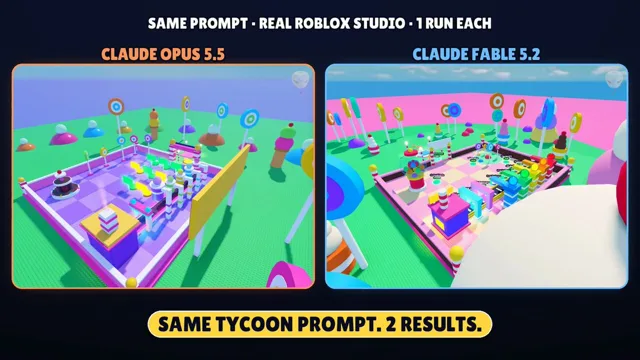 SAME PROMPT · REAL ROBLOX STUDIO · 1 RUN EACH
CLAUDE OPUS 5.5
CLAUDE FABLE 5.2
SAME TYCOON PROMPT. 2 RESULTS.